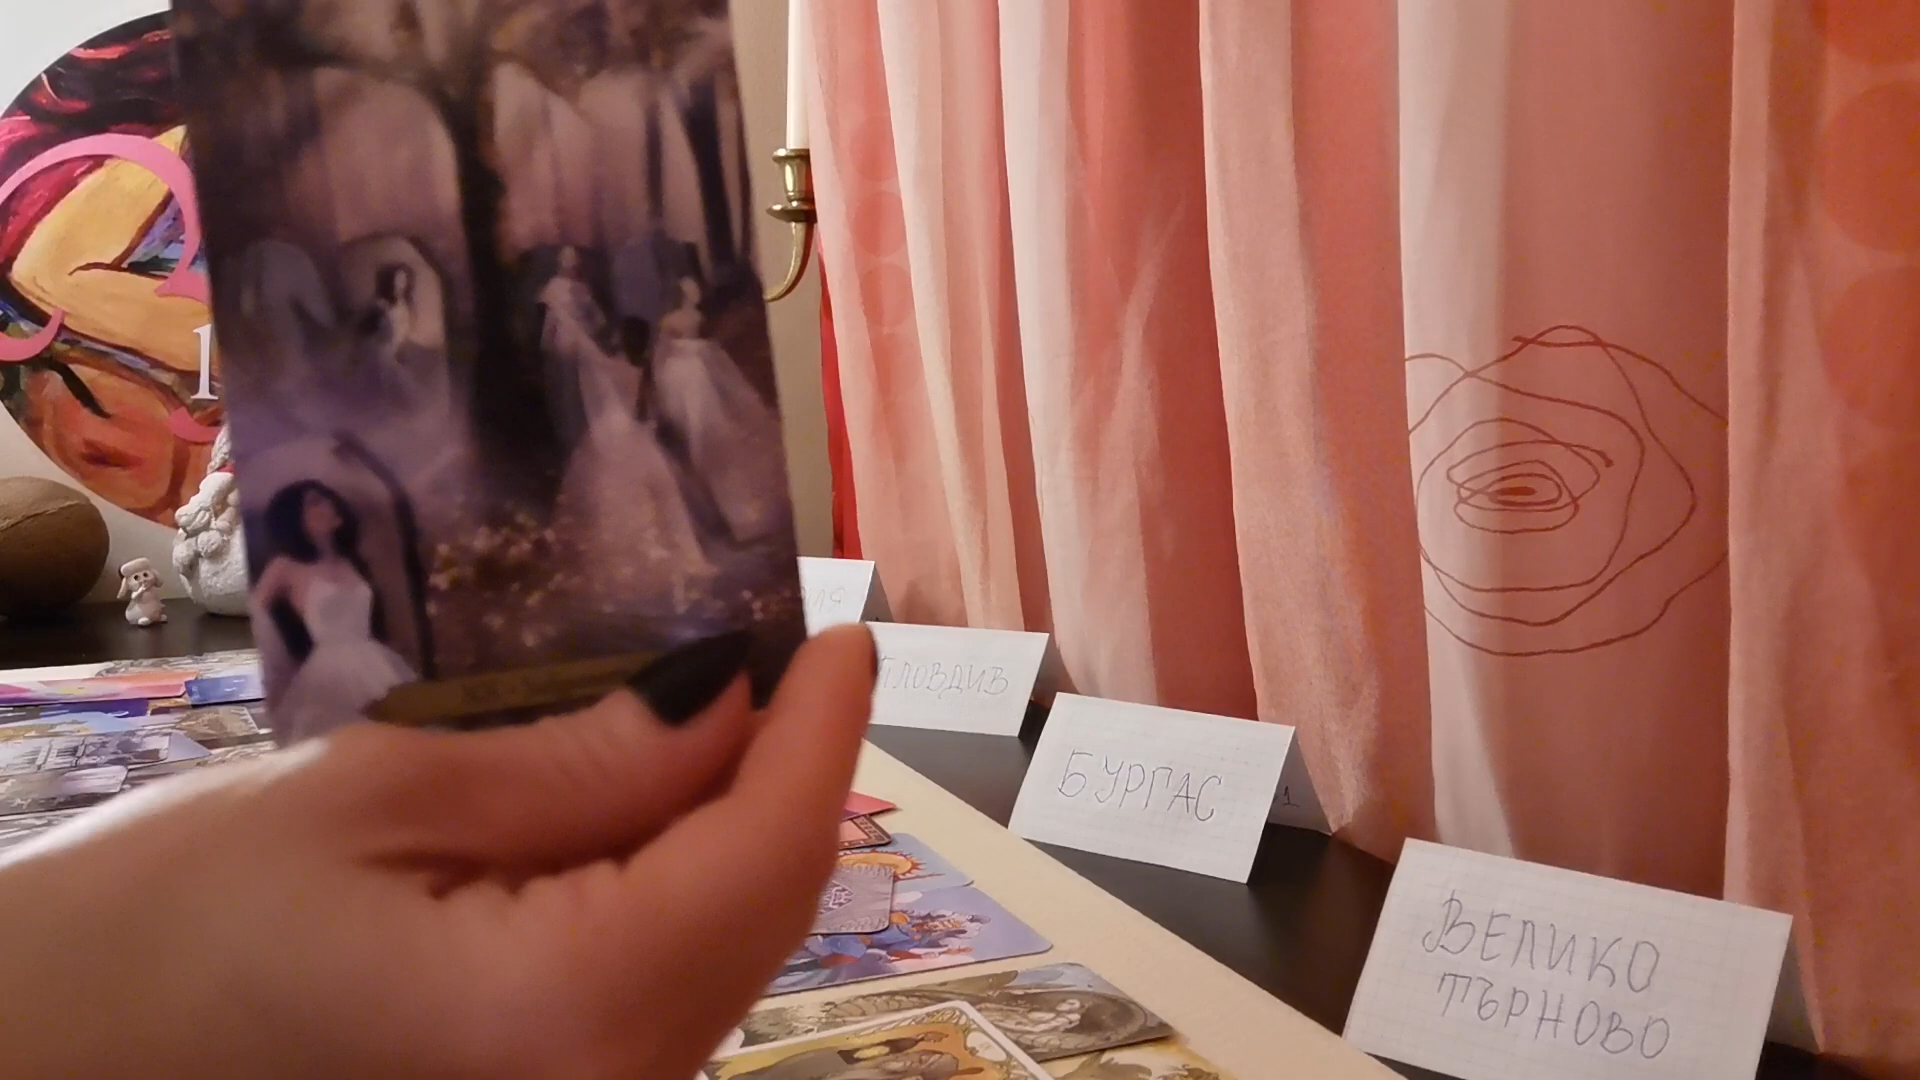 ПЛОВДИВ
БУРГАС
1
ВЕЛИКО
ТЪРНОВО